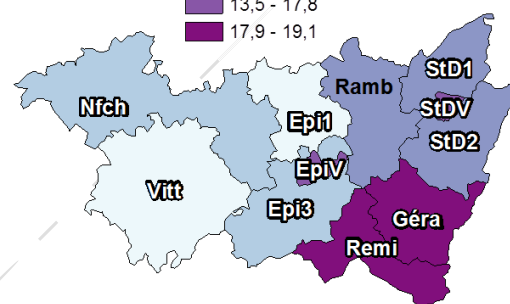 13,5 - 17,8
17,9 - 19,1
StD1
Ramb
Nfch
StDV
Epi1
StD2
EpiV
Vitt
Epi3
Géra
Remi